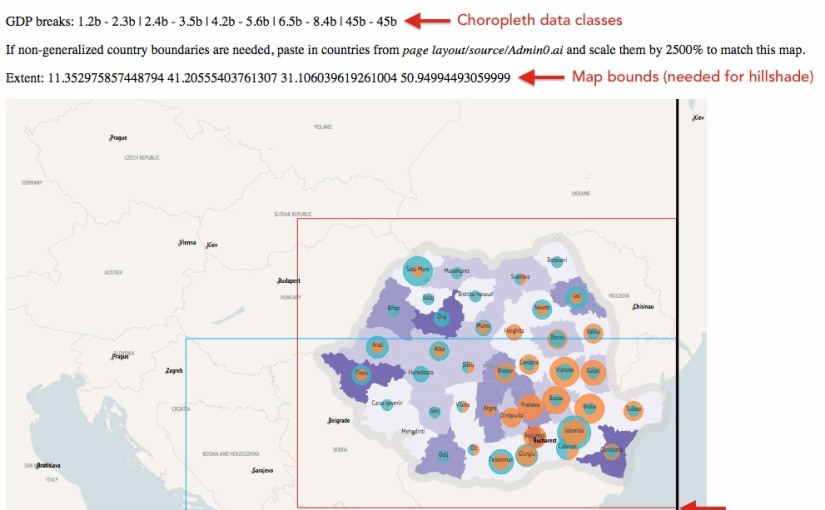 GDP breaks: 1.2b - 2.3b | 2.4b - 3.5b | 4.2b - 5.6b | 6.5b - 8.4b | 45b - 45b
Choropleth data classes
If non-generalized country boundaries are needed, paste in countries from page layout/source/Admin0.ai and scale them by 2500% to match this map.
Extent: 11.352975857448794 41.20555403761307 31.106039619261004 50.94994493059999
Map bounds (needed for hillshade)
Kiev
POLAND
Prague
CZECH REPUBLIC
GERMANY
UKRAINE
SLOVAK REPUBLIC
Vienna
Kiev
Botosani
Satu Mare
Maramures
Suceava
AUSTRIA
Budapest
HUNGARY
Salaj
Bistrita Nasaud
Iasi
MOLDOVA
Chisinau
Bihor
Cluj
Neamt
Mures
Harghita
Vaslui
Bacau
Arad
Alba
SLOVENIA
Prague
Zagreb
Timis
Hunedoara
Sibiu
Brasov
Covasna
Vrancea
Galati
Caras Severin
Gorj
Valcea
Arges
Prahova
Buzau
Braila
Tulcea
CROATIA
Dimbovita
Belgrade
Mehedinti
Ialomita
Bucharest
BOSNIA AND HERZEGOVINA
SERBIA
Dolj
Olt
Teleorman
Giurgiu
Calarasi
Constanta
Bratislava
ITALY
Sarajevo